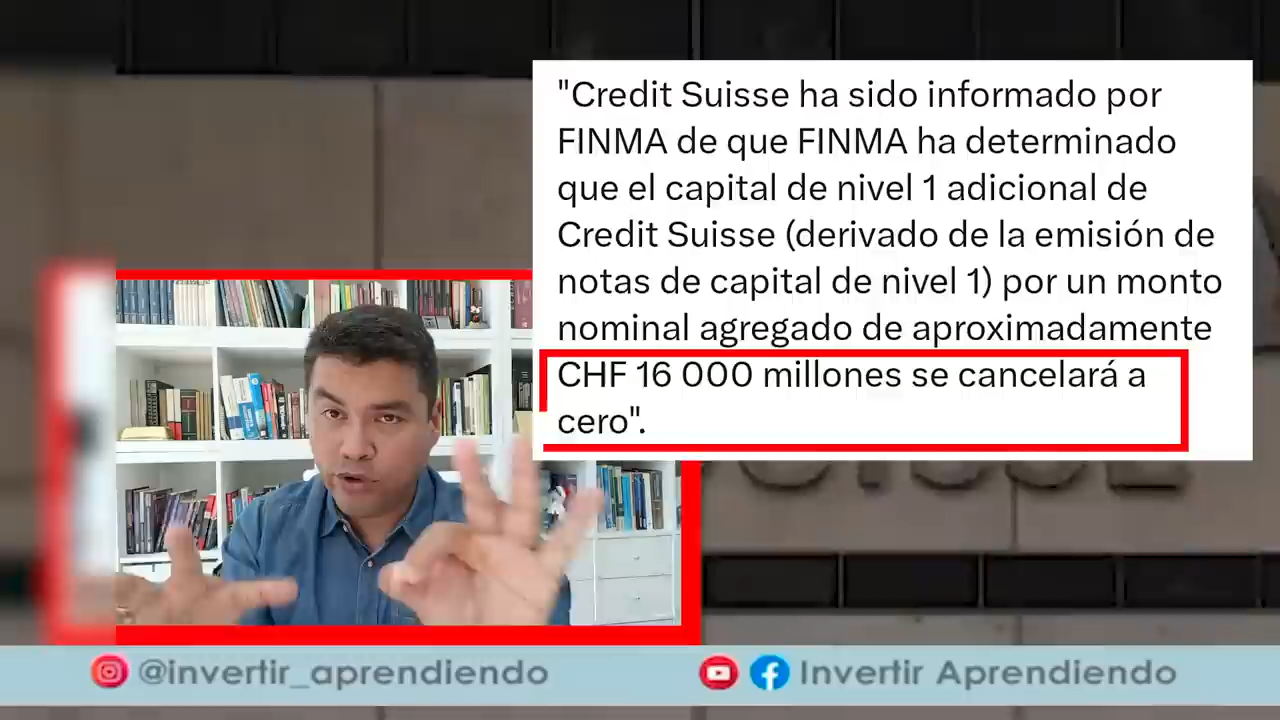 "Credit Suisse ha sido informado por
FINMA de que FINMA ha determinado
que el capital de nivel 1 adicional de
Credit Suisse (derivado de la emisión de
notas de capital de nivel 1) por un monto
nominal agregado de aproximadamente
CHF 16 000 millones se cancelará a
cero".
@invertir_aprendiendo
Invertir Aprendiendo